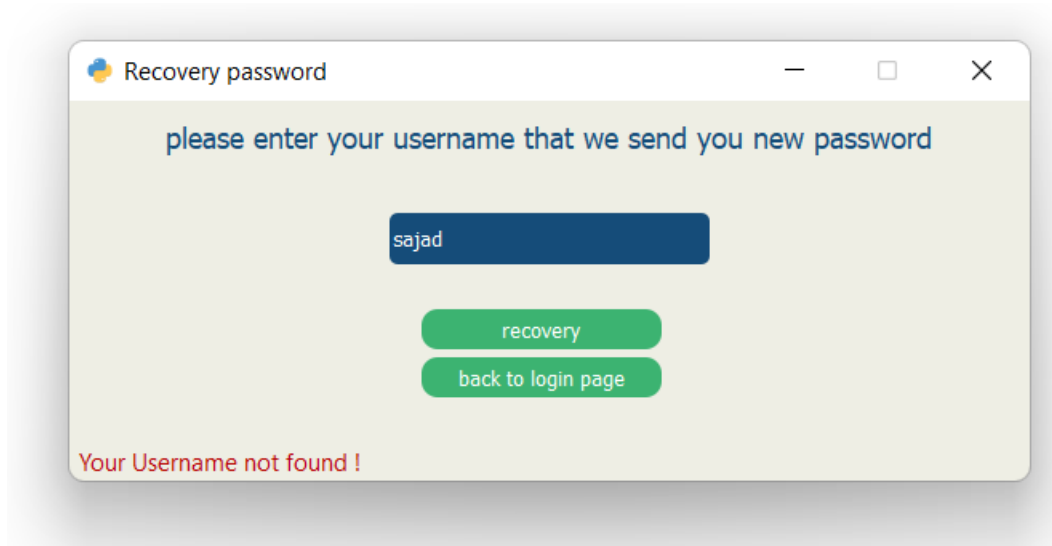 Recovery password
please enter your username that we send you new password
sajad
recovery
back to login page
Your Username not found !